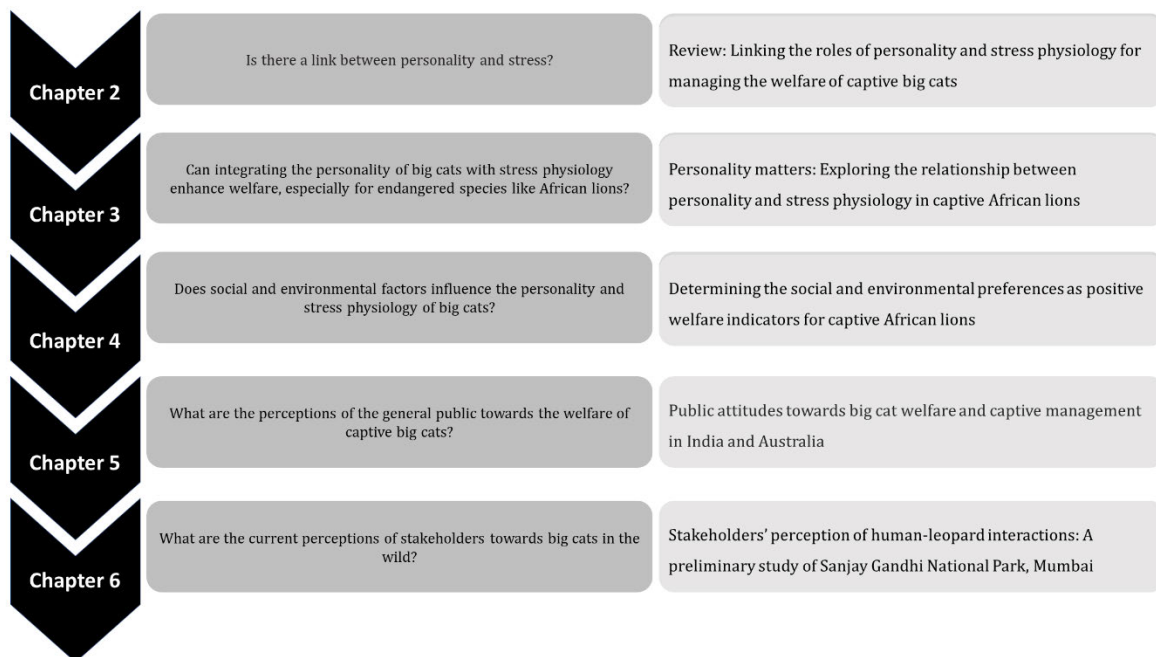 Chapter 2
Is there a link between personality and stress?
Review: Linking the roles of personality and stress physiology for
managing the welfare of captive big cats
Chapter 3
Can integrating the personality of big cats with stress physiology
enhance welfare, especially for endangered species like African lions?
Personality matters: Exploring the relationship between
personality and stress physiology in captive African lions
Chapter 4
Does social and environmental factors influence the personality and
stress physiology of big cats?
Determining the social and environmental preferences as positive
welfare indicators for captive African lions
Chapter 5
What are the perceptions of the general public towards the welfare of
captive big cats?
Public attitudes towards big cat welfare and captive management
in India and Australia
Chapter 6
What are the current perceptions of stakeholders towards big cats in the
wild?
Stakeholders’ perception of human-leopard interactions: A
preliminary study of Sanjay Gandhi National Park, Mumbai